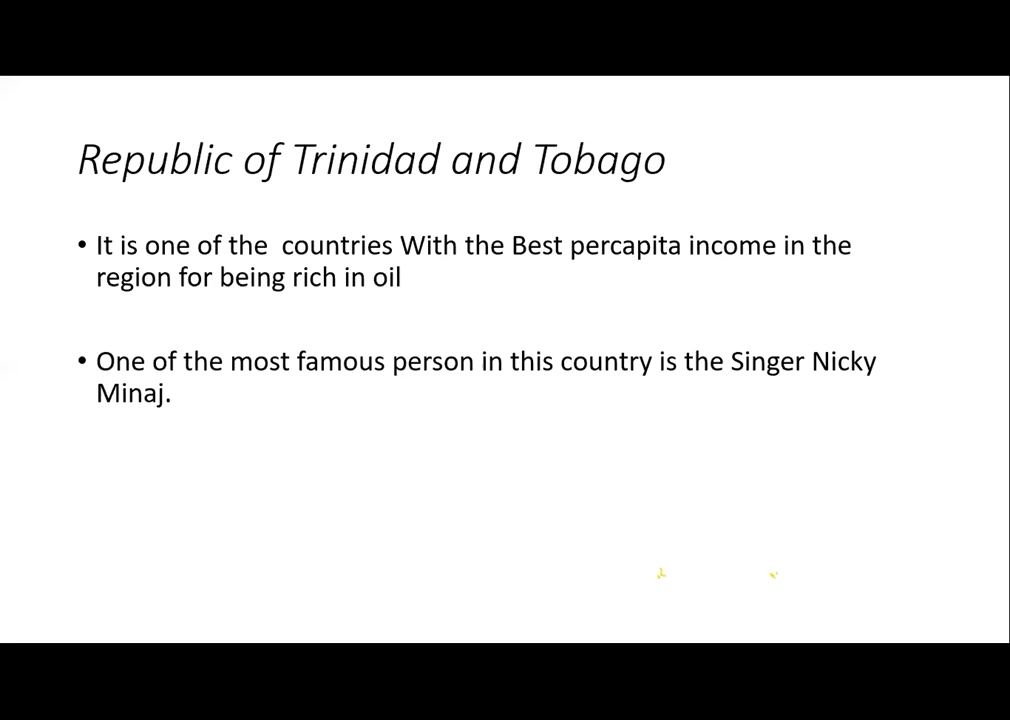 Republic of Trinidad and Tobago
• It is one of the  countries With the Best percapita income in the
region for being rich in oil
• One of the most famous person in this country is the Singer Nicky
Minaj.